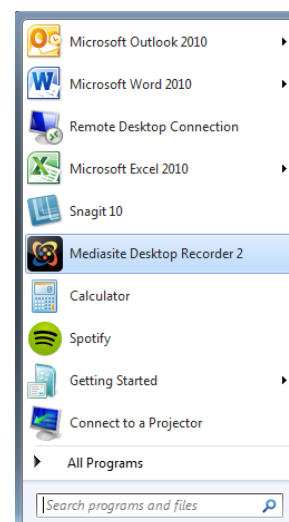 Microsoft Outlook 2010
Microsoft Word 2010
Remote Desktop Connection
Microsoft Excel 2010
Snagit 10
Mediasite Desktop Recorder 2
Calculator
Spotify
Getting Started
Connect to a Projector
All Programs
Search programs and files